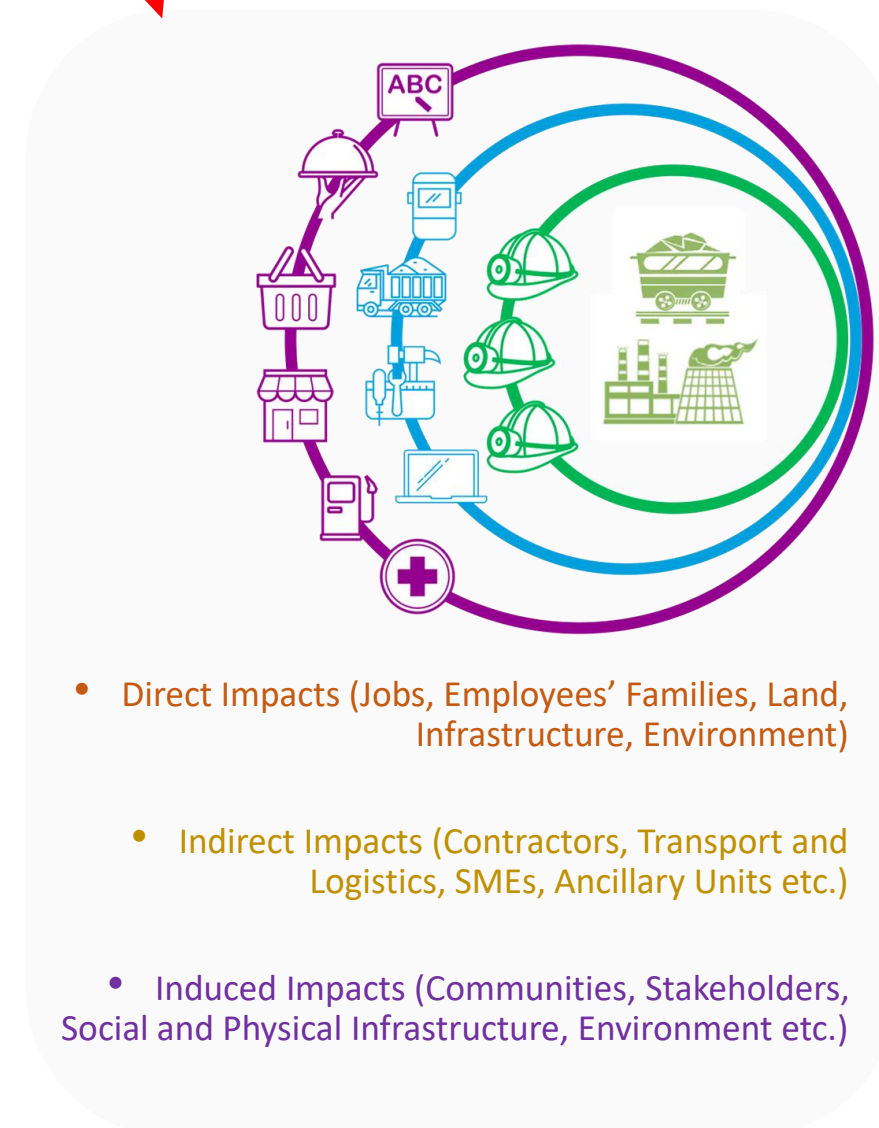 ABC
• Direct Impacts (Jobs, Employees’ Families, Land,
Infrastructure, Environment)
• Indirect Impacts (Contractors, Transport and
Logistics, SMEs, Ancillary Units etc.)
• Induced Impacts (Communities, Stakeholders,
Social and Physical Infrastructure, Environment etc.)